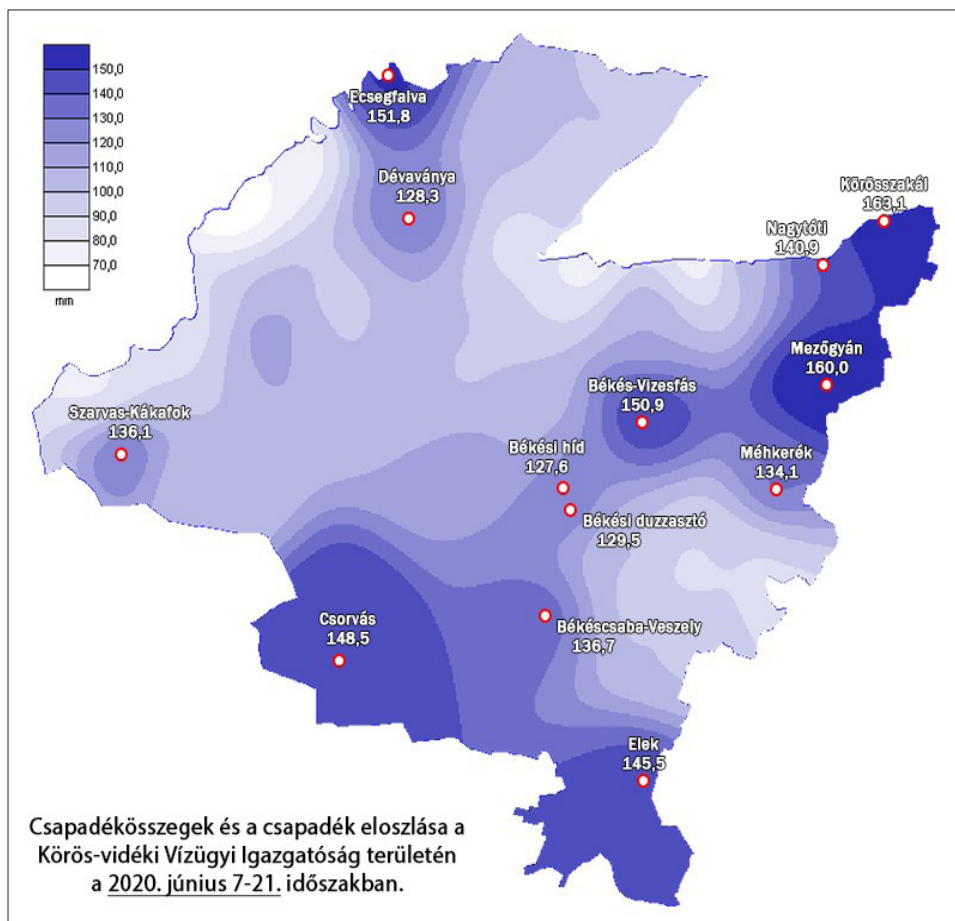 150,0
140,0
130,0
120,0
110,0
100,0
90,0
80,0
70,0
mm
Ecsegfalva
151,8
Dévaványa
128,3
Körösszakál
163,1
Nagytóti
140,9
Mezőgyán
160,0
Békés-Vizesfás
150,9
Szarvas-Kákafok
136,1
Békési híd
127,6
Méhkerék
134,1
Békési duzzasztó
129,5
Csorvás
148,5
Békéscsaba-Veszely
136,7
Elek
145,5
Csapadékösszegek és a csapadék eloszlása a
Körös-vidéki Vízügyi Igazgatóság területén
a 2020. június 7-21. időszakban.